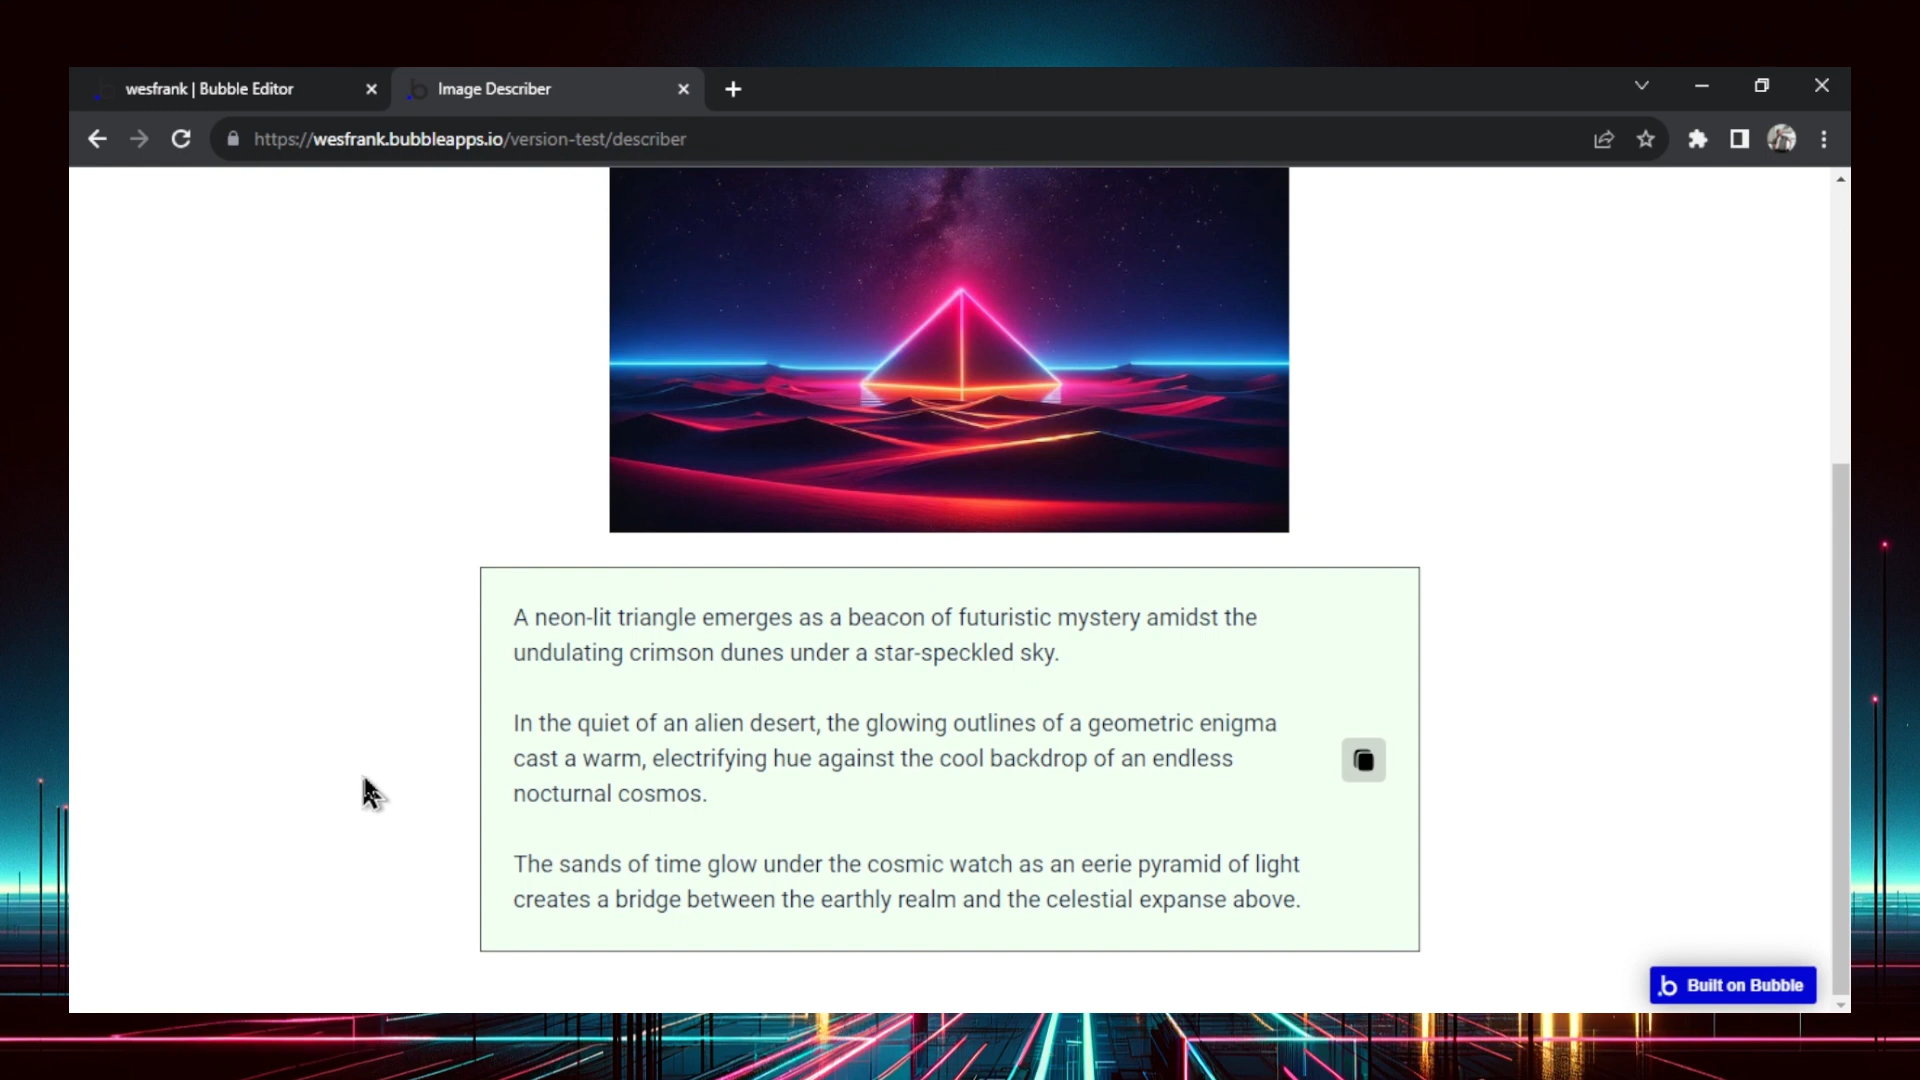 wesfrank | Bubble Editor
Image Describer
https://wesfrank.bubbleapps.io/version-test/describer
A neon-lit triangle emerges as a beacon of futuristic mystery amidst the
undulating crimson dunes under a star-speckled sky.
In the quiet of an alien desert, the glowing outlines of a geometric enigma
cast a warm, electrifying hue against the cool backdrop of an endless
nocturnal cosmos.
The sands of time glow under the cosmic watch as an eerie pyramid of light
creates a bridge between the earthly realm and the celestial expanse above.
Built on Bubble